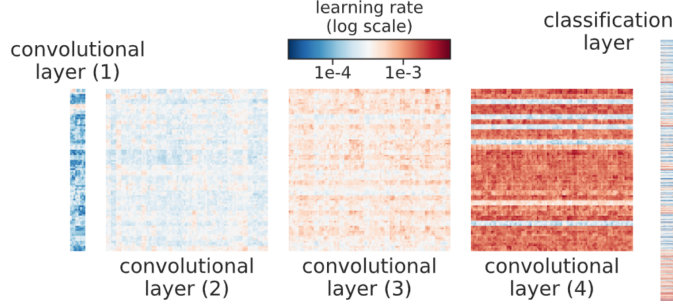 learning rate
(log scale)
1e-4 1e-3
classification
layer
convolutional
layer (1)
convolutional
layer (2)
convolutional
layer (3)
convolutional
layer (4)